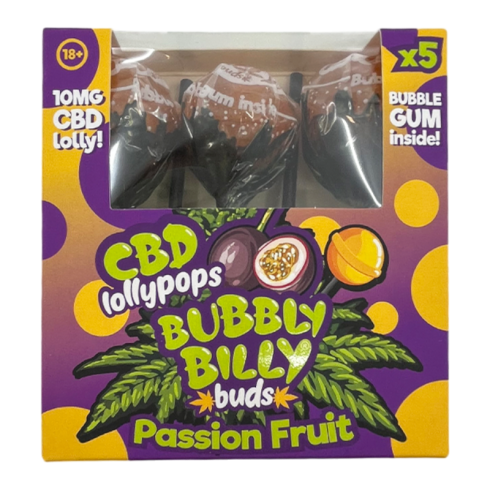 18+
x5
10MG
CBD
lolly!
BUBBLE
GUM
inside!
CBD
lollypops
BUBBLY
BILLY
buds
Passion Fruit